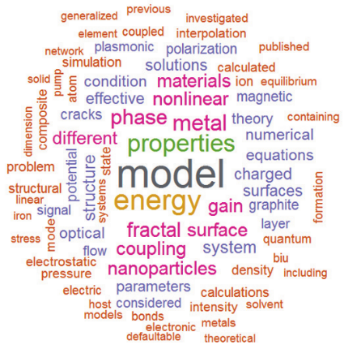 previous
generalized investigated
element coupled interpolation
network plasmonic polarization published
simulation solutions calculated
solid pump atom condition materials ion equilibrium
composite effective nonlinear magnetic
dimension cracks phase metal theory containing
different state properties numerical
problem potential structure equations
structural model charged
linear systems energy surfaces formation
iron signal mode gain graphite
stress optical fractal surface layer quantum
flow coupling system
electrostatic nanoparticles density biu
pressure including
electric parameters calculations
host considered intensity solvent
models bonds metals
electronic
defaultable theoretical